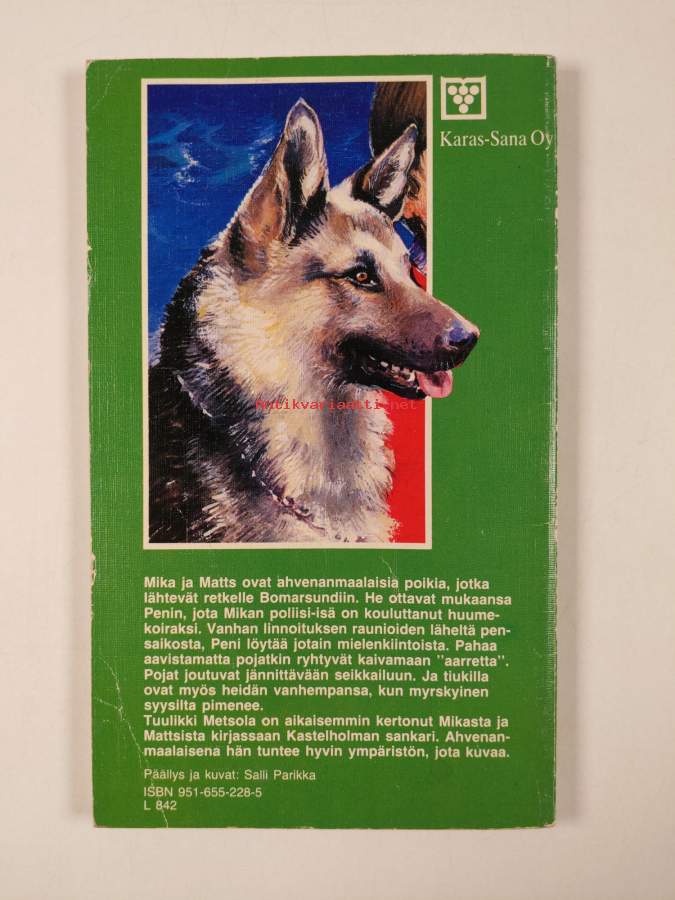 Karas-Sana Oy
Antikvariaatti.net
Mika ja Matts ovat ahvenanmaalaisia poikia, jotka
lähtevät retkelle Bomarsundiin. He ottavat mukaansa
Penin, jota Mikan poliisi-isä on kouluttanut huume-
koiraksi. Vanhan linnoituksen raunioiden läheltä pen-
saikosta, Peni löytää jotain mielenkiintoista. Pahaa
aavistamatta pojatkin ryhtyvät kaivamaan "aarretta".
Pojat joutuvat jännittävään seikkailuun. Ja tiukilla
ovat myös heidän vanhempansa, kun myrskyinen
syysilta pimenee.
Tuulikki Metsola on aikaisemmin kertonut Mikasta ja
Mattsista kirjassaan Kastelholman sankari. Ahvenan-
maalaisena hän tuntee hyvin ympäristön, jota kuvaa.
Päällys ja kuvat: Salli Parikka
ISBN 951-655-228-5
L 842